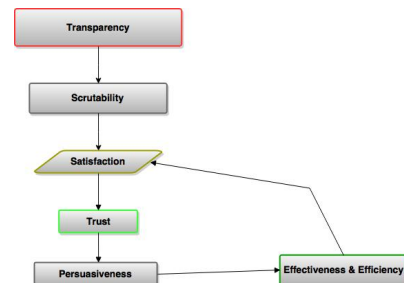 Transparency
Scrutability
Satisfaction
Trust
Persuasiveness
Effectiveness & Efficiency